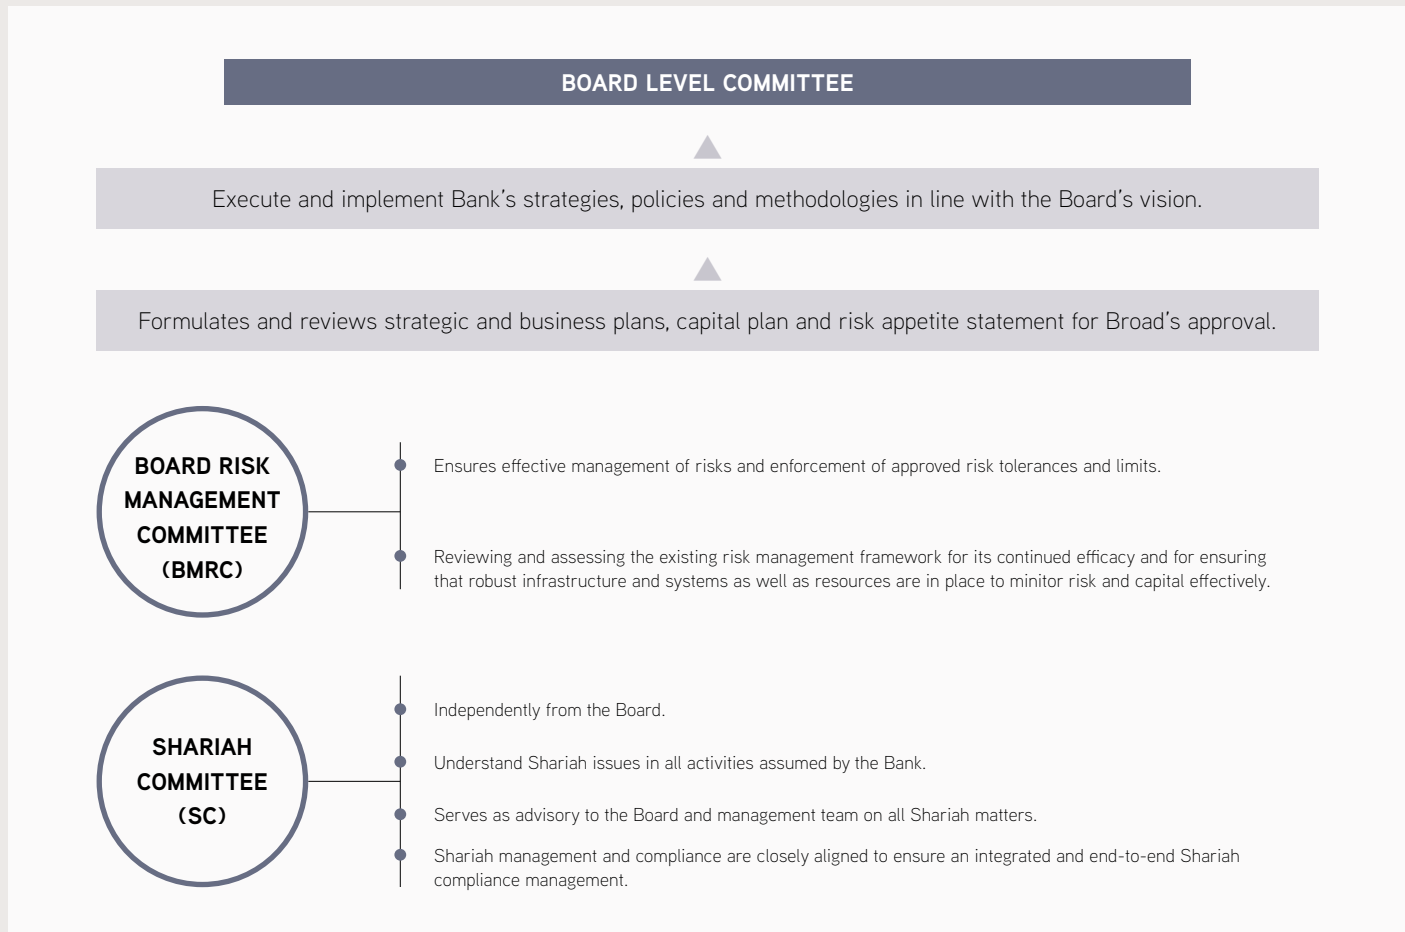 BOARD LEVEL COMMITTEE
Execute and implement Bank's strategies, policies and methodologies in line with the Board's vision.
Formulates and reviews strategic and business plans, capital plan and risk appetite statement for Broad's approval.
BOARD RISK
MANAGEMENT
COMMITTEE
(BMRC)
Ensures effective management of risks and enforcement of approved risk tolerances and limits.
Reviewing and assessing the existing risk management framework for its continued efficacy and for ensuring
that robust infrastructure and systems as well as resources are in place to minitor risk and capital effectively.
SHARIAH
COMMITTEE
(SC)
Independently from the Board.
Understand Shariah issues in all activities assumed by the Bank.
Serves as advisory to the Board and management team on all Shariah matters.
Shariah management and compliance are closely aligned to ensure an integrated and end-to-end Shariah
compliance management.